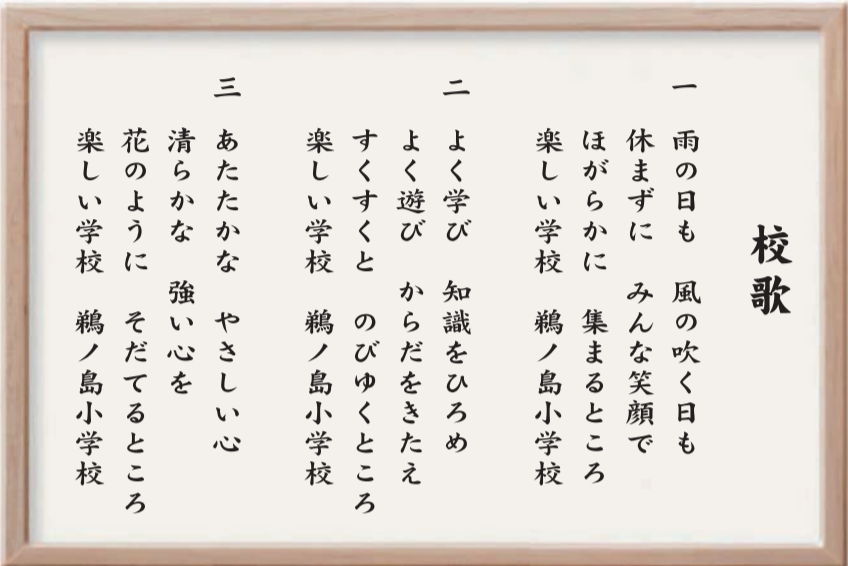 校歌
一 雨の日も 風の吹く日も
休まずに みんな笑顔で
ほがらかに 集まるところ
楽しい学校 鵜ノ島小学校
二 よく学び 知識をひろめ
よく遊び からだをきたえ
すくすくと のびゆくところ
楽しい学校 鵜ノ島小学校
三 あたたかな やさしい心
清らかな 強い心を
花のように そだてるところ
楽しい学校 鵜ノ島小学校